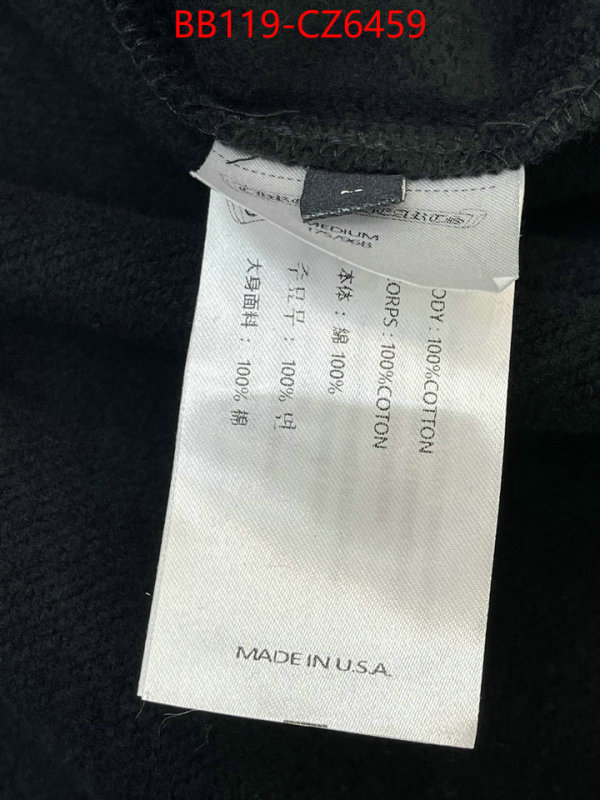 BB119-CZ6459
MEDIUM
ODY : 100%COTTON
ORPS : 100%COTON
本体 : 綿 100%
: 100% 면
大身面料 : 100% 棉
MADE IN U.S.A.